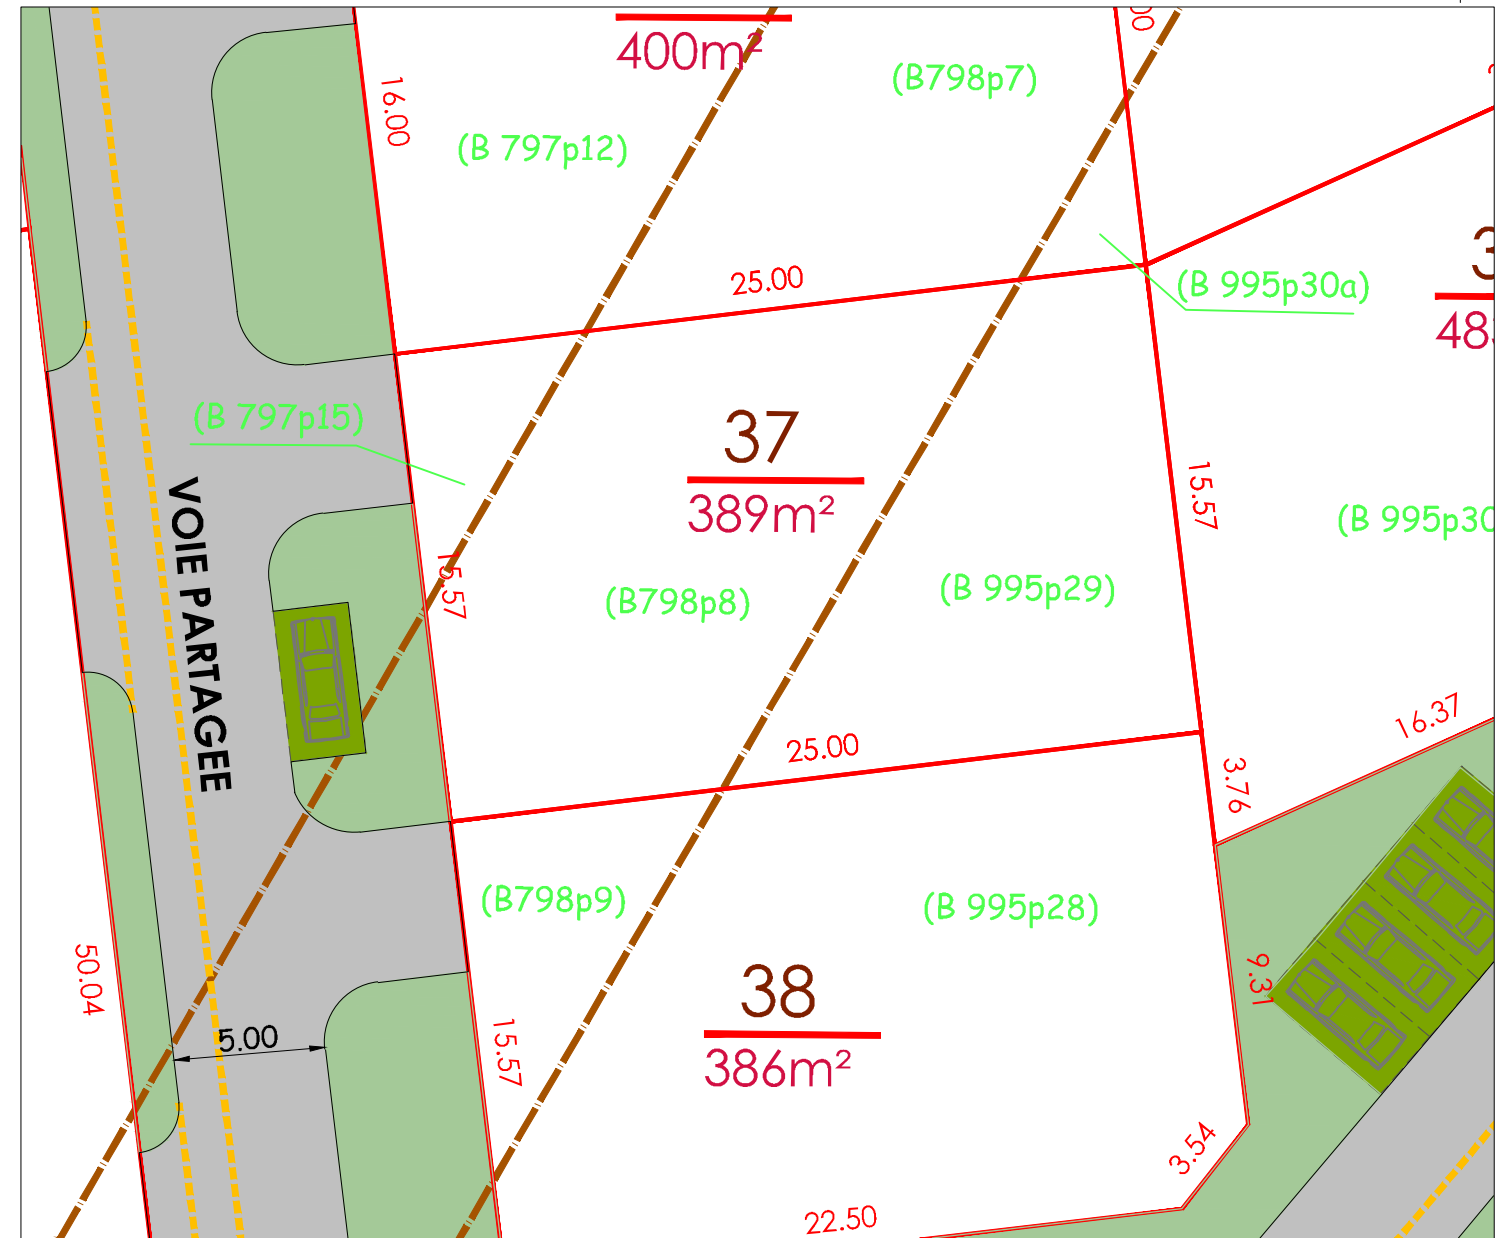 400m²
00
(B798p7)
16.00
(B 797p12)
25.00
(B 995p30a)
(B 797p15)
37
389m²
15.57
15.57
(B 995p30
(B798p8)
(B 995p29)
VOIE PARTAGEE
25.00
16.37
3.76
(B798p9)
(B 995p28)
50.04
9.31
38
386m²
5.00
15.57
3.54
22.50